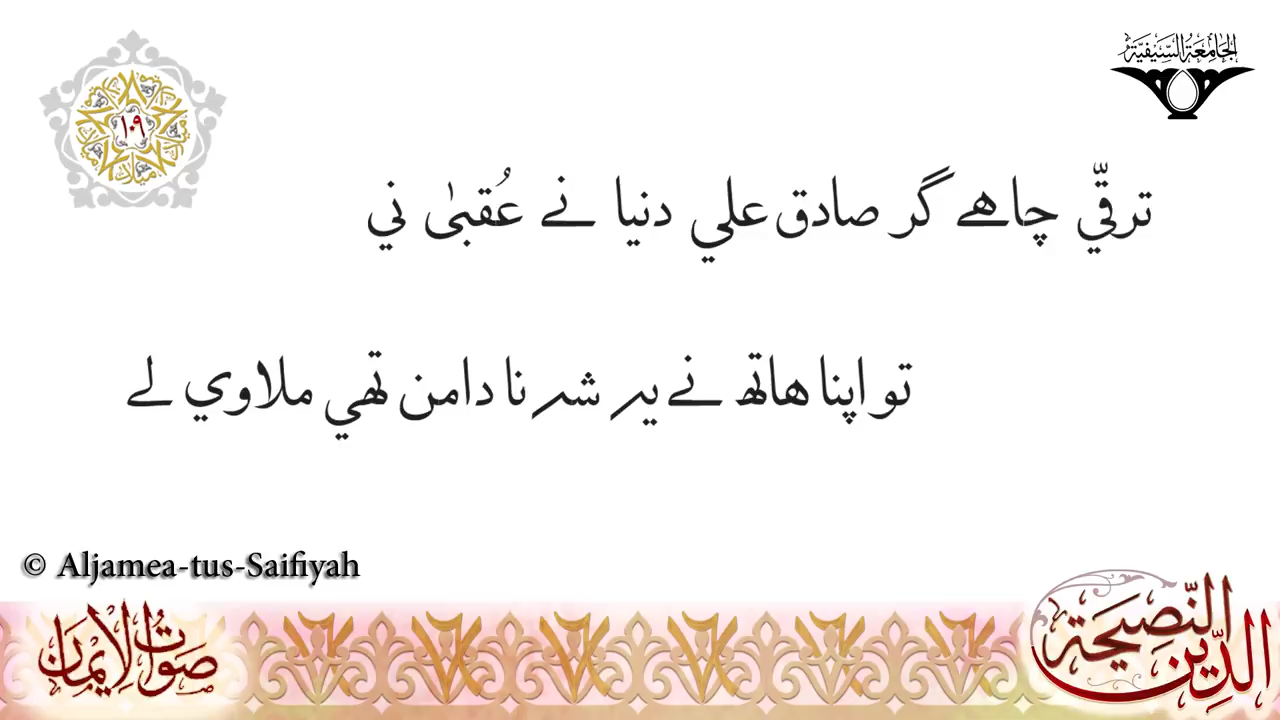 الجامعة السيفية
١٠٩
ترقّي چاهے گر صادق علي دنيا نے عُقبىٰ ني
تو اپنا هاتھ نے يہ شہ نا دامن تھي ملاوي لے
© Aljamea-tus-Saifiyah
صوت الإيمان
الدين النصيحة